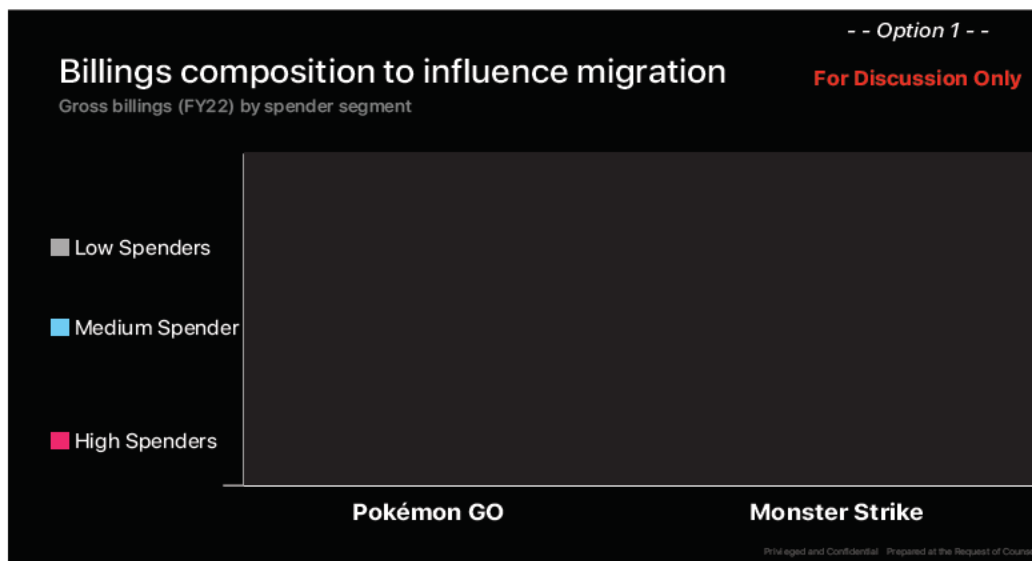 - - Option 1 - -
Billings composition to influence migration
For Discussion Only
Gross billings (FY22) by spender segment
Low Spenders
Medium Spender
High Spenders
Pokémon GO
Monster Strike
Privileged and Confidential Prepared at the Request of Couns